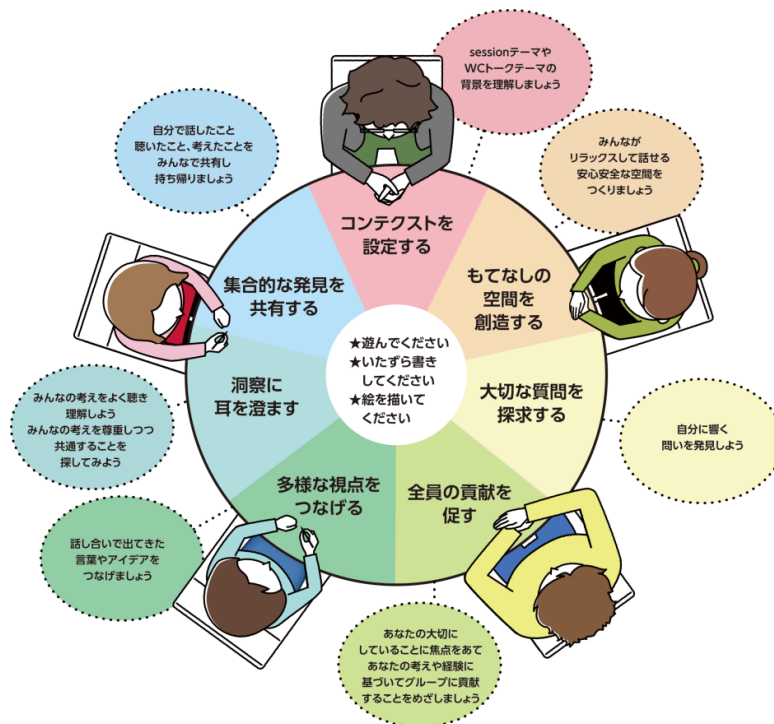 sessionテーマや
WCトークテーマの
背景を理解しましょう
コンテクストを
設定する
みんなが
リラックスして話せる
安心安全な空間を
つくりましょう
もてなしの
空間を
創造する
自分に響く
問いを発見しよう
大切な質問を
探求する
あなたの大切に
していることに焦点をあて
あなたの考えや経験に
基づいてグループに貢献
することをめざしましょう
全員の貢献を
促す
話し合いで出てきた
言葉やアイデアを
つなげましょう
多様な視点を
つなげる
みんなの考えをよく聴き
理解しよう
みんなの考えを尊重しつつ
共通することを
探してみよう
洞察に
耳を澄ます
自分で話したこと
聴いたこと、考えたことを
みんなで共有し
持ち帰りましょう
集合的な発見を
共有する
★遊んでください
★いたずら書き
してください
★絵を描いて
ください